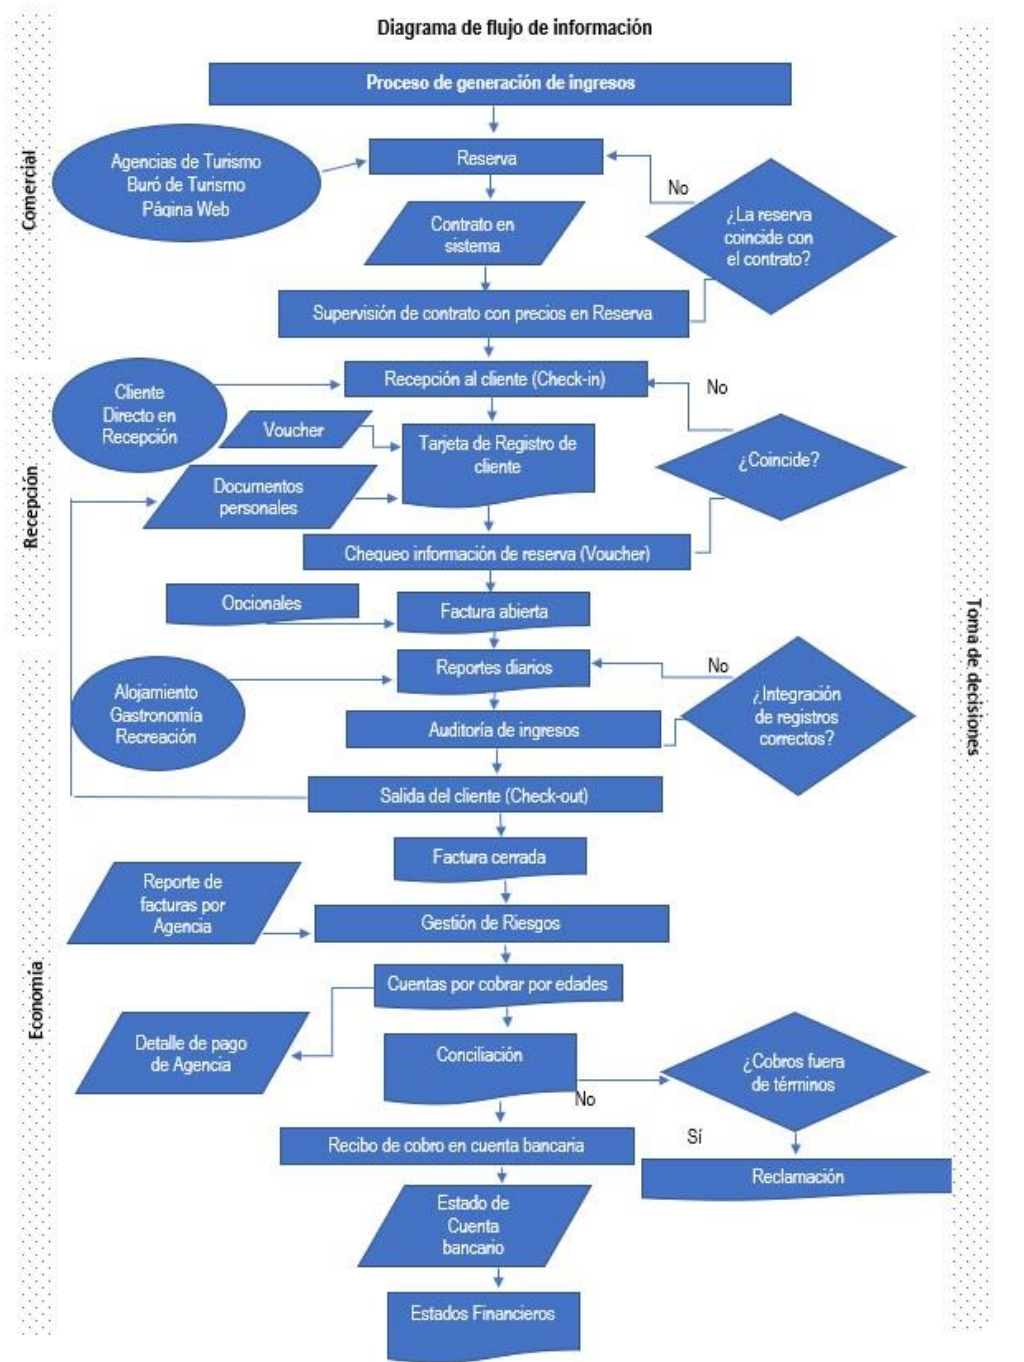 Diagrama de flujo de información
Proceso de generación de ingresos
Comercial
Agencias de Turismo
Buró de Turismo
Página Web
Reserva
No
¿La reserva
coincide con
el contrato?
Contrato en
sistema
Supervisión de contrato con precios en Reserva
Recepción
Cliente
Directo en
Recepción
Recepción al cliente (Check-in)
No
Voucher
Tarjeta de Registro de
cliente
¿Coincide?
Documentos
personales
Chequeo información de reserva (Voucher)
Opcionales
Factura abierta
Toma de decisiones
Economía
Reportes diarios
No
Alojamiento
Gastronomía
Recreación
¿Integración
de registros
correctos?
Auditoría de ingresos
Salida del cliente (Check-out)
Factura cerrada
Reporte de
facturas por
Agencia
Gestión de Riesgos
Cuentas por cobrar por edades
Detalle de pago
de Agencia
Conciliación
No
¿Cobros fuera
de términos
Sí
Recibo de cobro en cuenta bancaria
Reclamación
Estado de
Cuenta
bancario
Estados Financieros